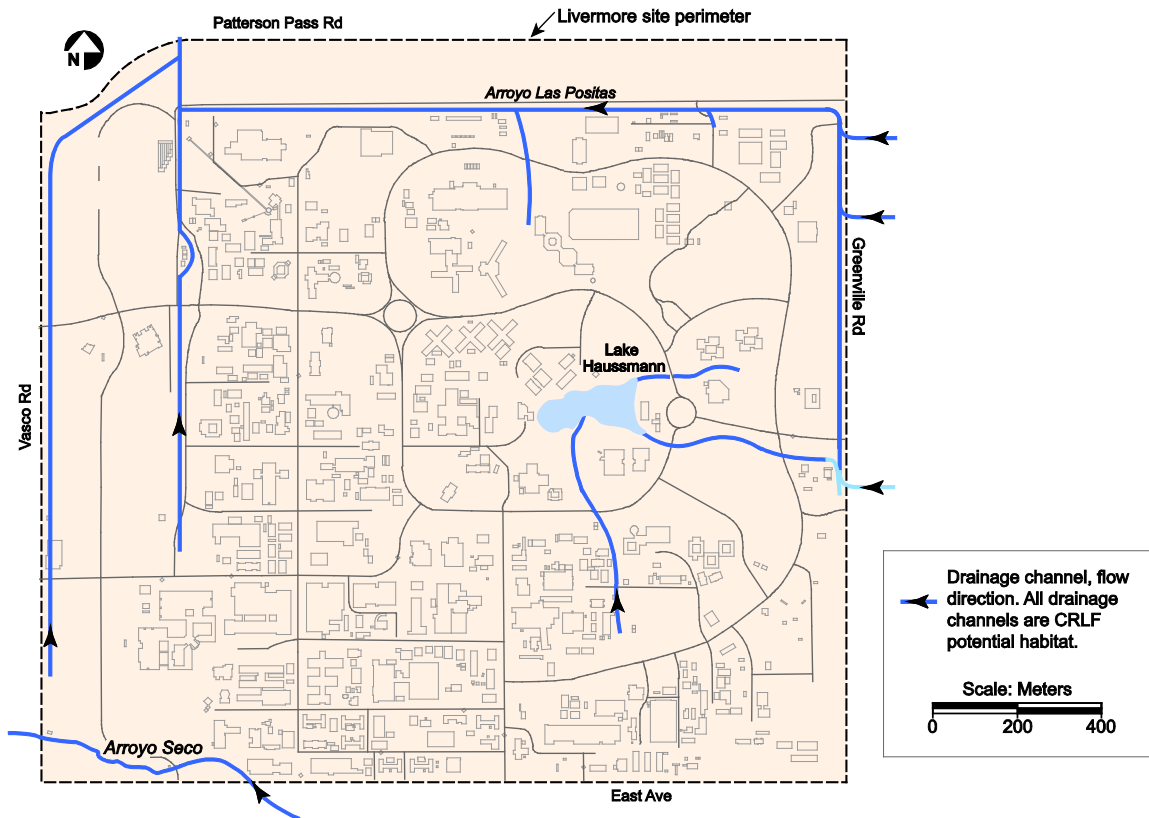 Patterson Pass Rd
Livermore site perimeter
N
Arroyo Las Positas
Greenville Rd
Lake
Haussmann
Vasco Rd
Drainage channel, flow
direction. All drainage
channels are CRLF
potential habitat.
Scale: Meters
0 200 400
Arroyo Seco
East Ave